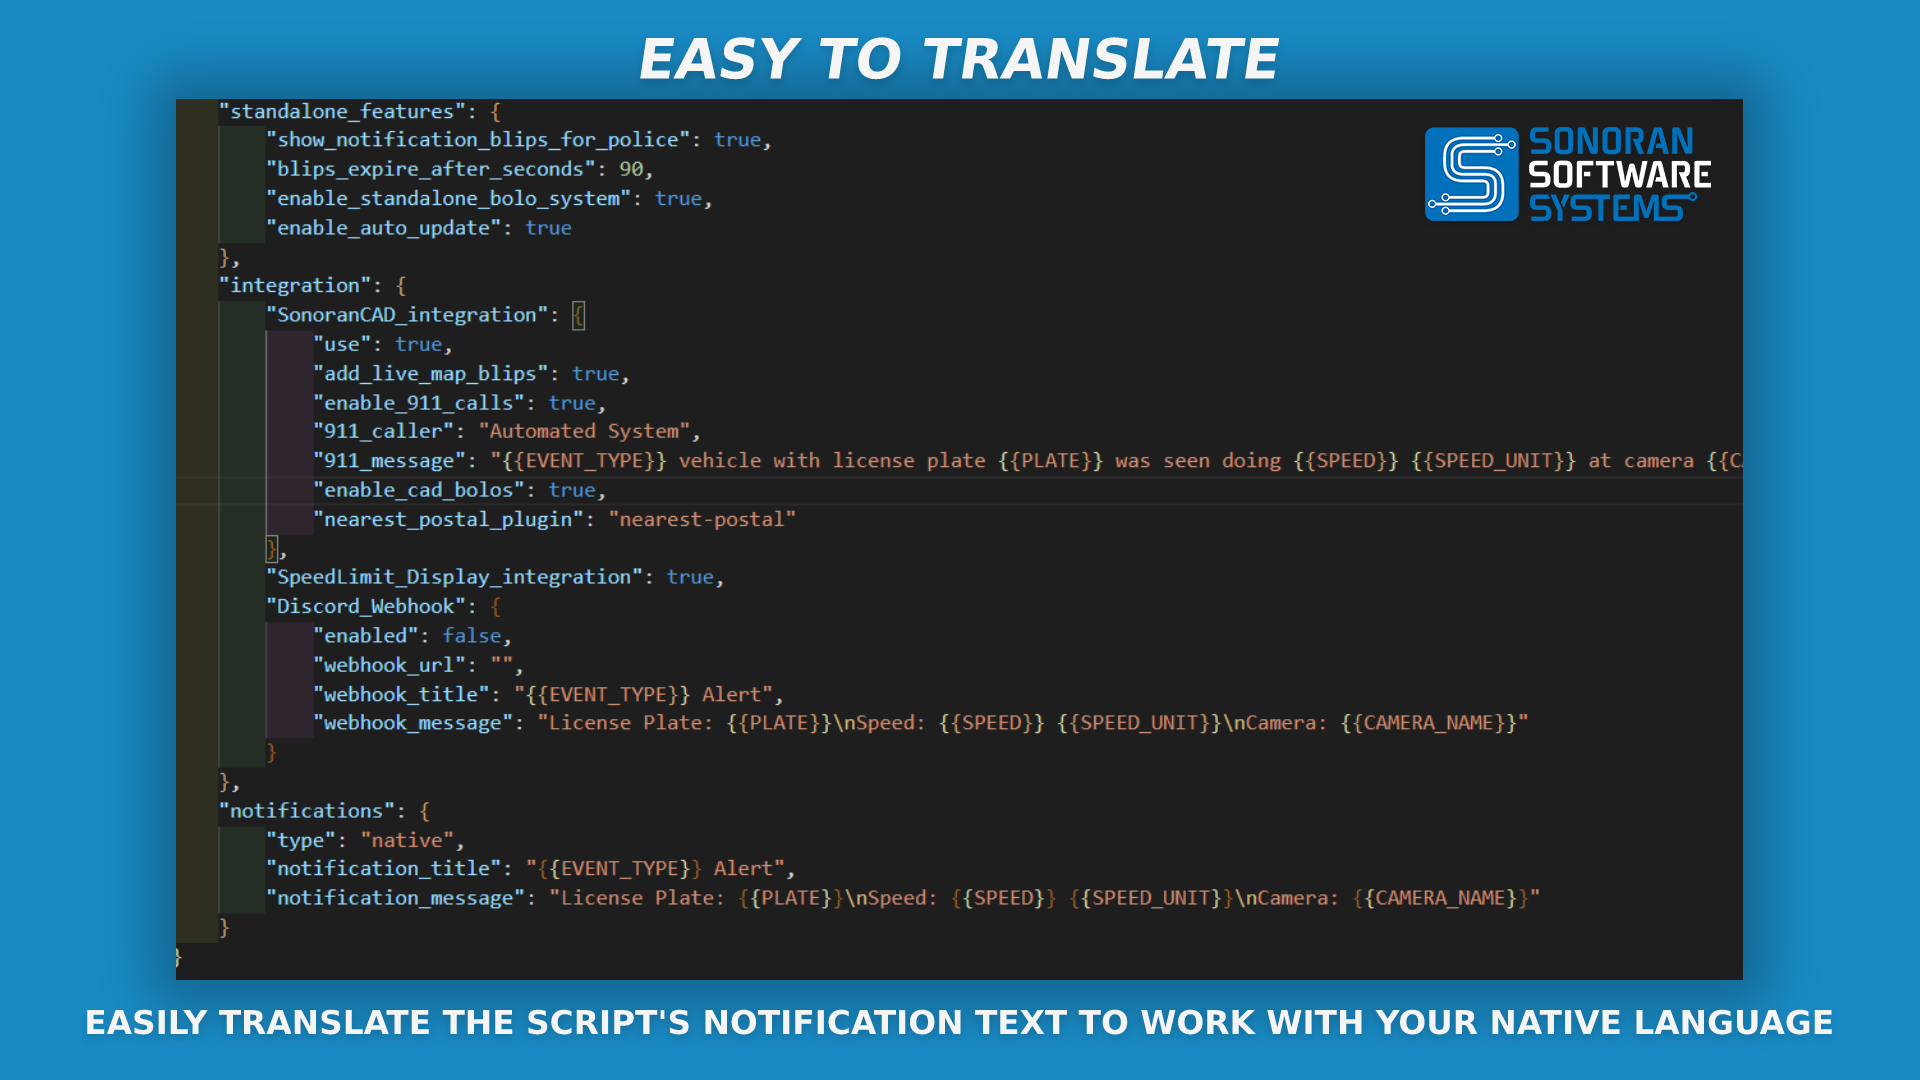 EASY TO TRANSLATE
"standalone_features": {
"show_notification_blips_for_police": true,
"blips_expire_after_seconds": 90,
"enable_standalone_bolo_system": true,
"enable_auto_update": true
},
"integration": {
"SonoranCAD_integration": {
"use": true,
"add_live_map_blips": true,
"enable_911_calls": true,
"911_caller": "Automated System",
"911_message": "{{EVENT_TYPE}} vehicle with license plate {{PLATE}} was seen doing {{SPEED}} {{SPEED_UNIT}} at camera {{C
"enable_cad_bolos": true,
"nearest_postal_plugin": "nearest-postal"
},
"SpeedLimit_Display_integration": true,
"Discord_Webhook": {
"enabled": false,
"webhook_url": "",
"webhook_title": "{{EVENT_TYPE}} Alert",
"webhook_message": "License Plate: {{PLATE}}\nSpeed: {{SPEED}} {{SPEED_UNIT}}\nCamera: {{CAMERA_NAME}}"
}
},
"notifications": {
"type": "native",
"notification_title": "{{EVENT_TYPE}} Alert",
"notification_message": "License Plate: {{PLATE}}\nSpeed: {{SPEED}} {{SPEED_UNIT}}\nCamera: {{CAMERA_NAME}}"
}
}
SONORAN
SOFTWARE
SYSTEMS
EASILY TRANSLATE THE SCRIPT'S NOTIFICATION TEXT TO WORK WITH YOUR NATIVE LANGUAGE